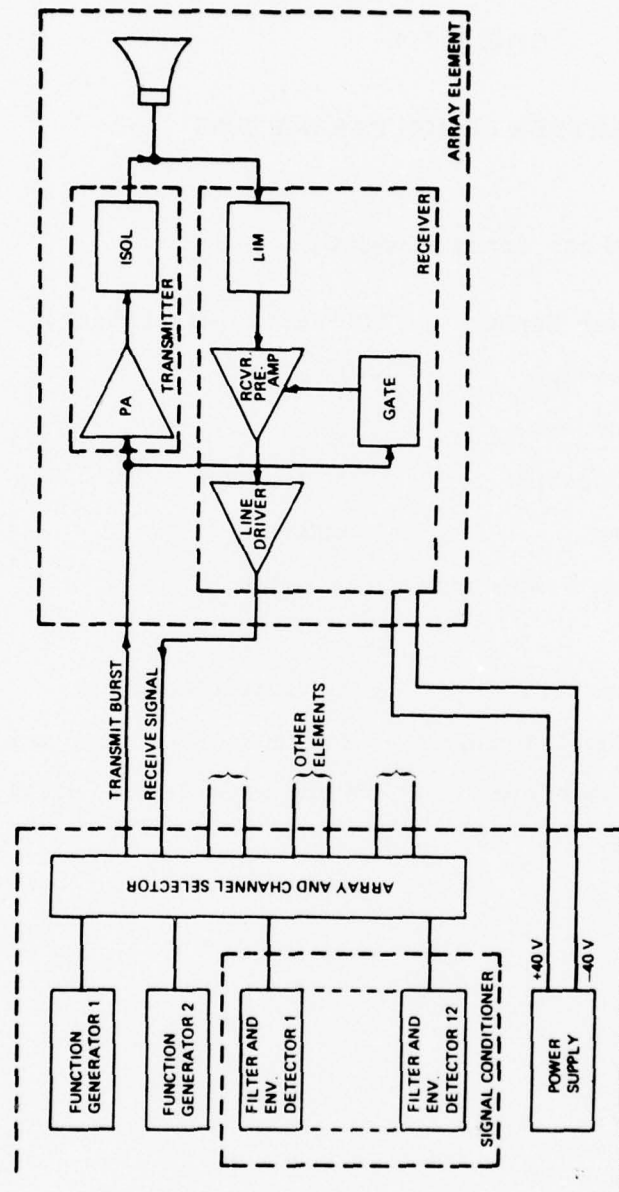 FUNCTION
GENERATOR 1
FUNCTION
GENERATOR 2
FILTER AND
ENV.
DETECTOR 1
FILTER AND
ENV.
DETECTOR 12
SIGNAL CONDITIONER
POWER
SUPPLY
+40 V
-40 V
ARRAY AND CHANNEL SELECTOR
TRANSMIT BURST
RECEIVE SIGNAL
OTHER
ELEMENTS
PA
ISOL
TRANSMITTER
LINE
DRIVER
RCVR.
PRE-
AMP
LIM
GATE
RECEIVER
ARRAY ELEMENT